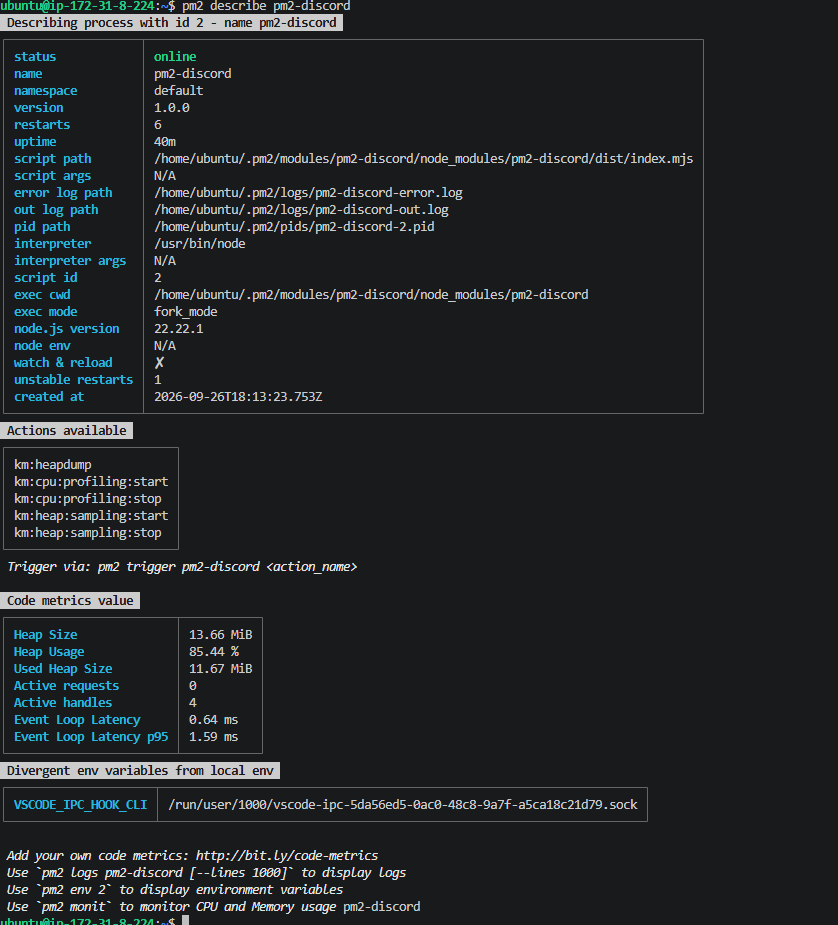 ubuntu@ip-172-31-8-224:~$ pm2 describe pm2-discord
Describing process with id 2 - name pm2-discord
status online
name pm2-discord
namespace default
version 1.0.0
restarts 6
uptime 40m
script path /home/ubuntu/.pm2/modules/pm2-discord/node_modules/pm2-discord/dist/index.mjs
script args N/A
error log path /home/ubuntu/.pm2/logs/pm2-discord-error.log
out log path /home/ubuntu/.pm2/logs/pm2-discord-out.log
pid path /home/ubuntu/.pm2/pids/pm2-discord-2.pid
interpreter /usr/bin/node
interpreter args N/A
script id 2
exec cwd /home/ubuntu/.pm2/modules/pm2-discord/node_modules/pm2-discord
exec mode fork_mode
node.js version 22.22.1
node env N/A
watch & reload ✘
unstable restarts 1
created at 2026-09-26T18:13:23.753Z
Actions available
km:heapdump
km:cpu:profiling:start
km:cpu:profiling:stop
km:heap:sampling:start
km:heap:sampling:stop
Trigger via: pm2 trigger pm2-discord <action_name>
Code metrics value
Heap Size 13.66 MiB
Heap Usage 85.44 %
Used Heap Size 11.67 MiB
Active requests 0
Active handles 4
Event Loop Latency 0.64 ms
Event Loop Latency p95 1.59 ms
Divergent env variables from local env
VSCODE_IPC_HOOK_CLI /run/user/1000/vscode-ipc-5da56ed5-0ac0-48c8-9a7f-a5ca18c21d79.sock
Add your own code metrics: http://bit.ly/code-metrics
Use `pm2 logs pm2-discord [--lines 1000]` to display logs
Use `pm2 env 2` to display environment variables
Use `pm2 monit` to monitor CPU and Memory usage pm2-discord
ubuntu@ip-172-31-8-224:~$